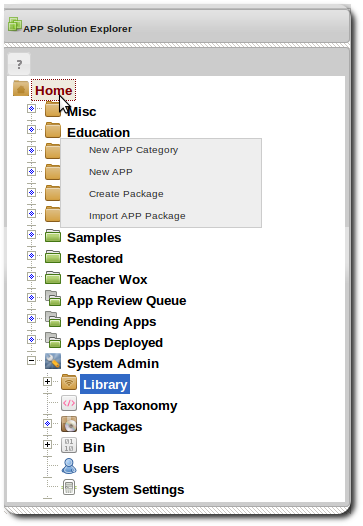 APP Solution Explorer
?
Home
Misc
Education
New APP Category
New APP
Create Package
Import APP Package
Samples
Restored
Teacher Wox
App Review Queue
Pending Apps
Apps Deployed
System Admin
Library
App Taxonomy
Packages
Bin
Users
System Settings